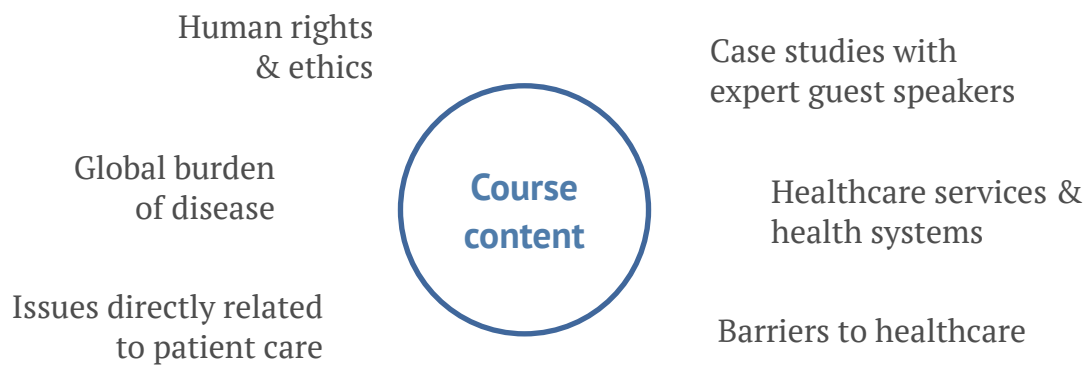 Human rights
& ethics
Global burden
of disease
Issues directly related
to patient care
Course
content
Case studies with
expert guest speakers
Healthcare services &
health systems
Barriers to healthcare